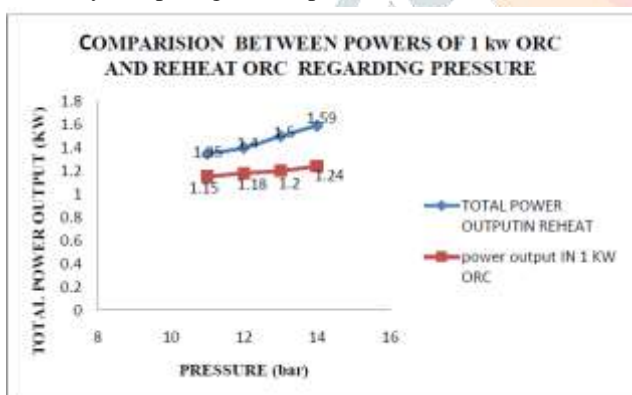 COMPARISION BETWEEN POWERS OF 1 kw ORC
AND REHEAT ORC REGARDING PRESSURE
TOTAL POWER OUTPUT (KW)
1.8
1.6
1.4
1.2
1
0.8
0.6
0.4
0.2
0
1.35
1.4
1.5
1.59
1.15
1.18
1.2
1.24
8
10
12
14
16
PRESSURE (bar)
TOTAL POWER
OUTPUTIN REHEAT
power output IN 1 KW
ORC